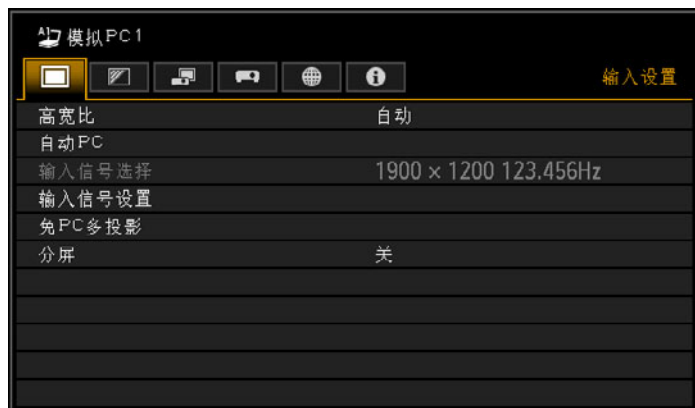 模拟PC1
输入设置
高宽比 自动
自动PC
输入信号选择 1900 × 1200 123.456Hz
输入信号设置
免PC多投影
分屏 关